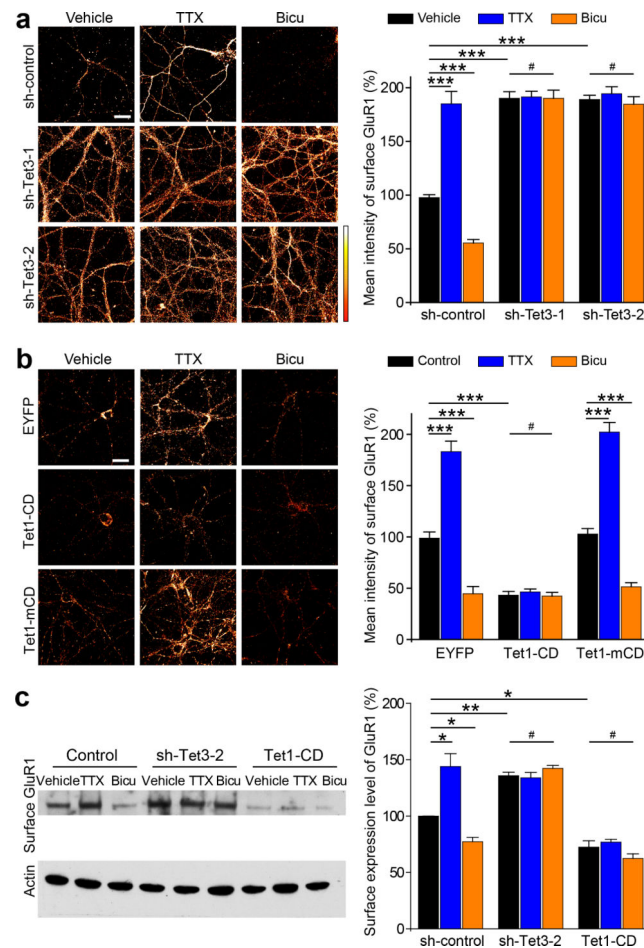 a
Vehicle TTX Bicu
sh-control
sh-Tet3-1
sh-Tet3-2
Vehicle TTX Bicu
Mean intensity of surface GluR1 (%)
200
150
100
50
0
*** *** *** ***
# #
sh-control sh-Tet3-1 sh-Tet3-2
b
Vehicle TTX Bicu
EYFP
Tet1-CD
Tet1-mCD
Control TTX Bicu
Mean intensity of surface GluR1 (%)
200
150
100
50
0
*** *** *** # *** ***
EYFP Tet1-CD Tet1-mCD
c
Control sh-Tet3-2 Tet1-CD
Vehicle TTX Bicu Vehicle TTX Bicu Vehicle TTX Bicu
Surface GluR1
Actin
Surface expression level of GluR1 (%)
200
150
100
50
0
* ** * *
# #
sh-control sh-Tet3-2 Tet1-CD